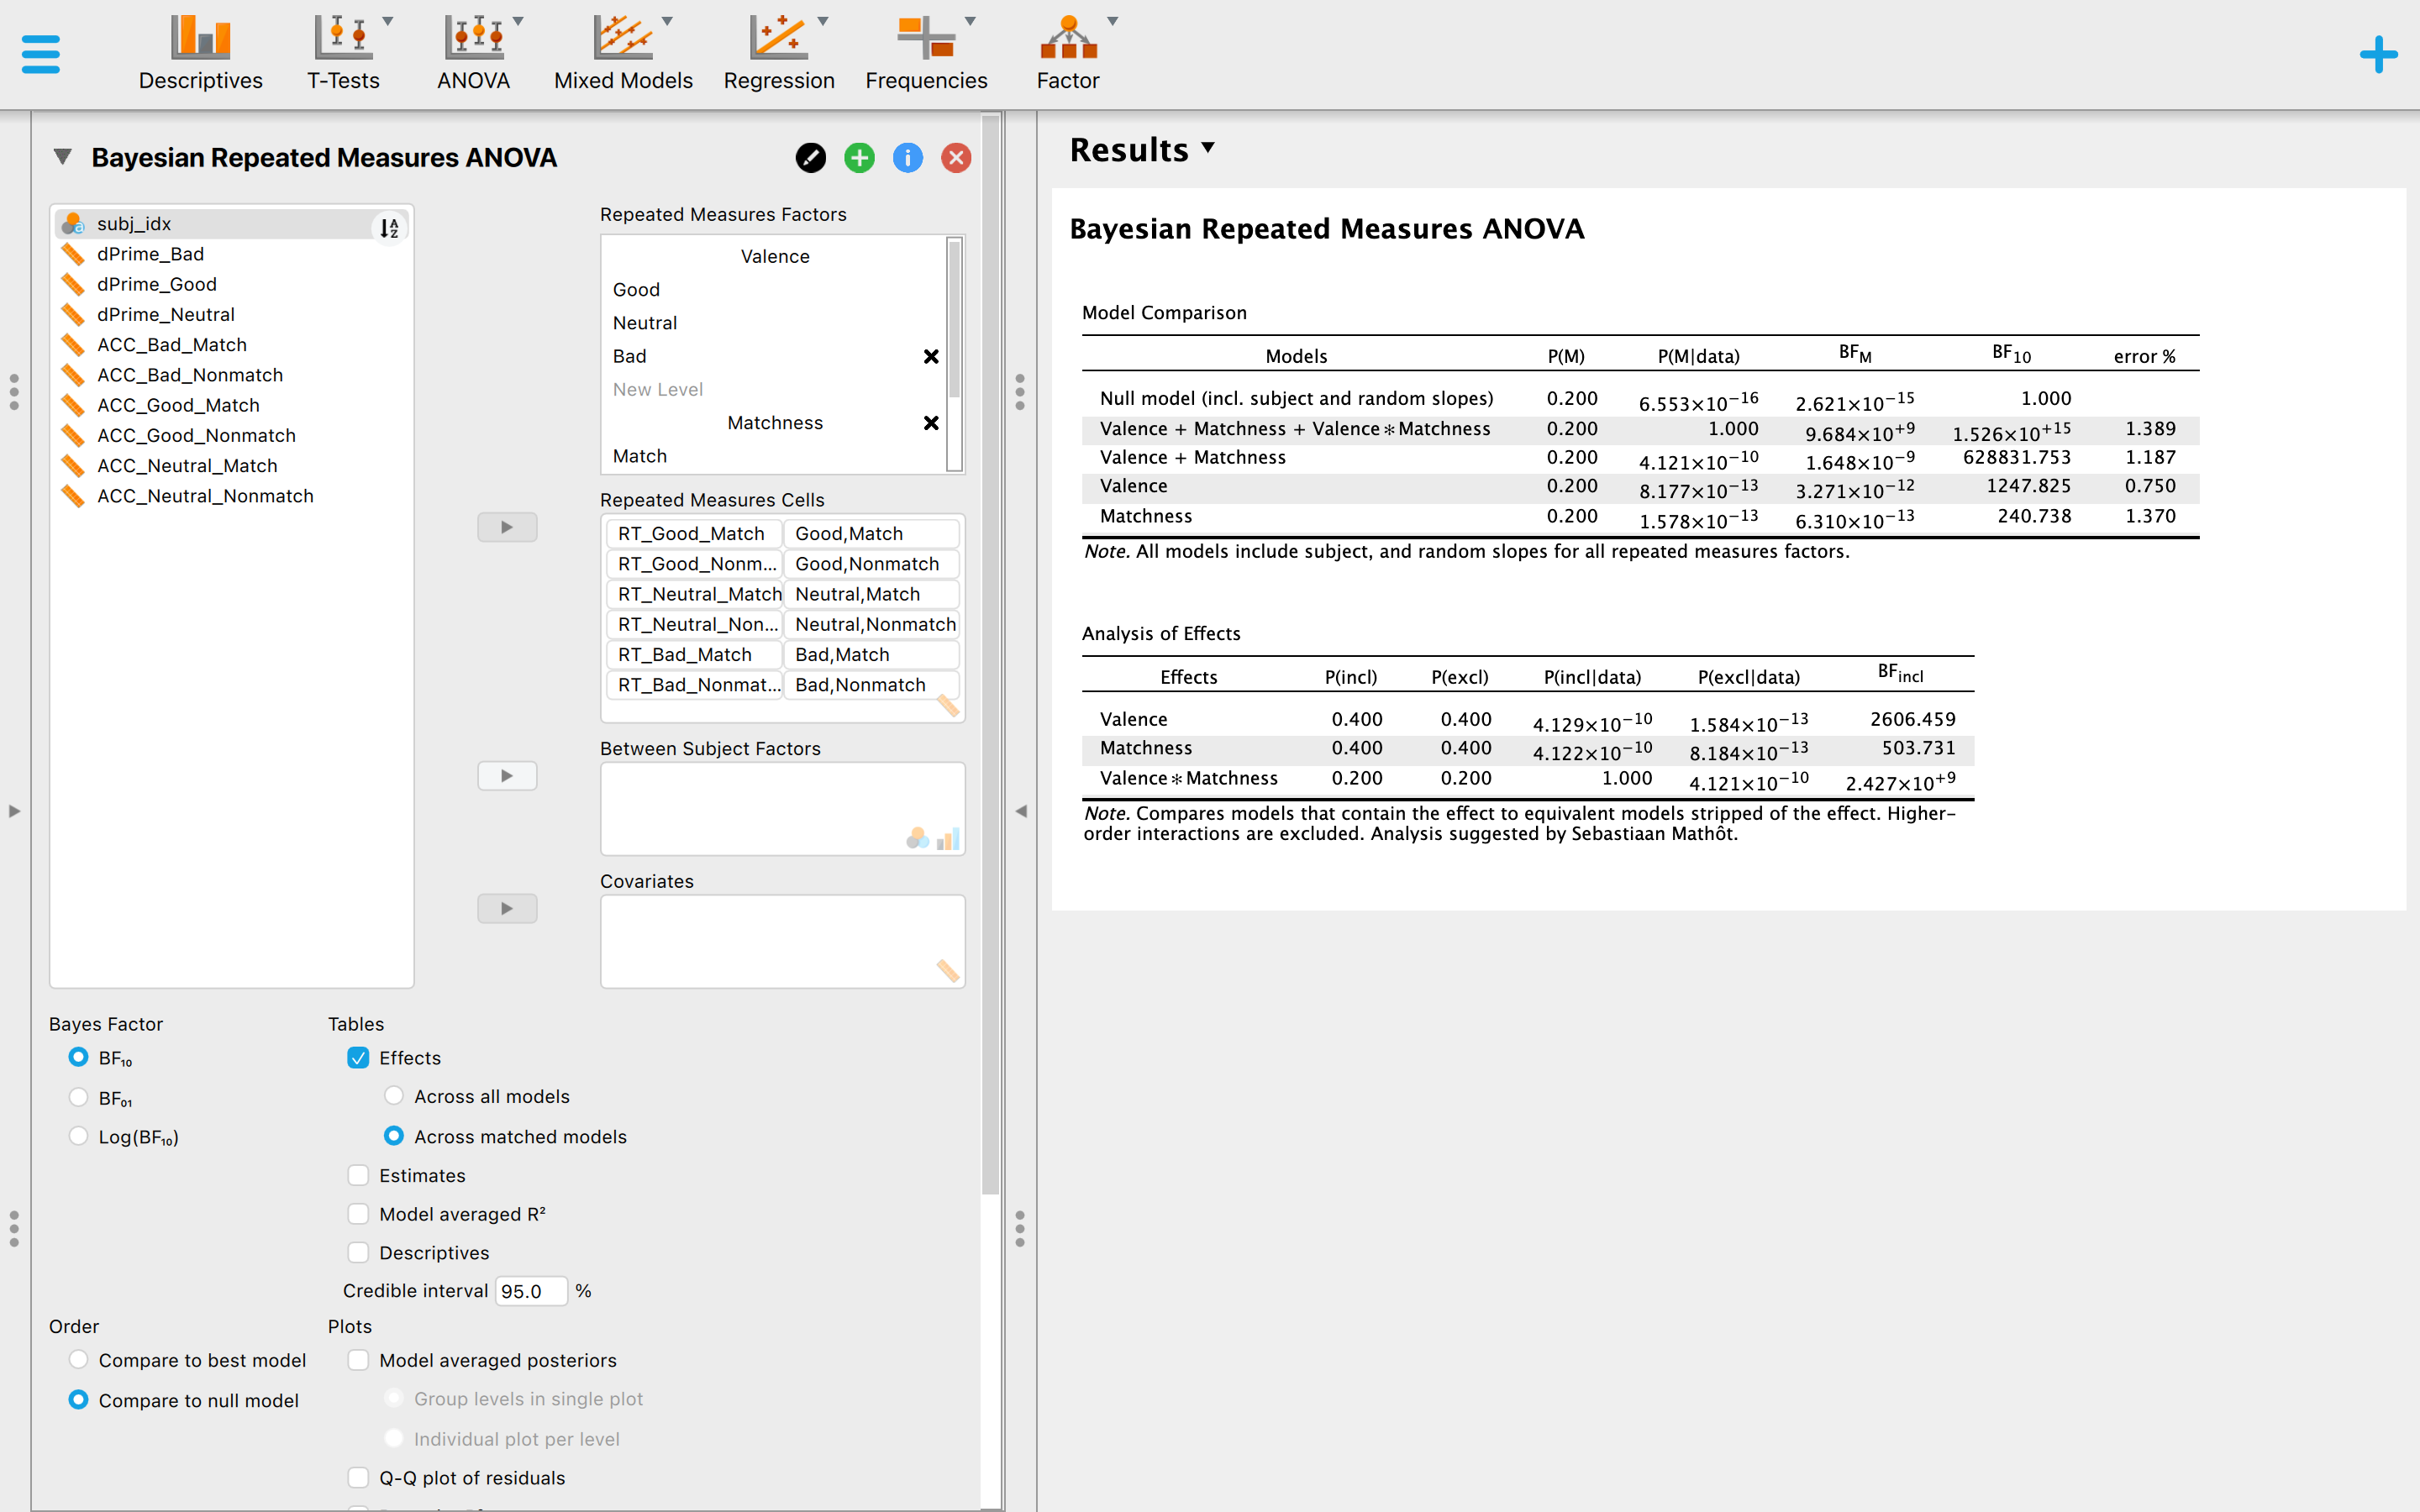 Descriptives T-Tests ANOVA Mixed Models Regression Frequencies Factor
Bayesian Repeated Measures ANOVA
subj_idx
dPrime_Bad
dPrime_Good
dPrime_Neutral
ACC_Bad_Match
ACC_Bad_Nonmatch
ACC_Good_Match
ACC_Good_Nonmatch
ACC_Neutral_Match
ACC_Neutral_Nonmatch
Repeated Measures Factors
Valence
Good
Neutral
Bad
New Level
Matchness
Match
Repeated Measures Cells
RT_Good_Match Good,Match
RT_Good_Nonm... Good,Nonmatch
RT_Neutral_Match Neutral,Match
RT_Neutral_Non... Neutral,Nonmatch
RT_Bad_Match Bad,Match
RT_Bad_Nonmat... Bad,Nonmatch
Between Subject Factors
Covariates
Bayes Factor
BF₁₀
BF₀₁
Log(BF₁₀)
Tables
Effects
Across all models
Across matched models
Estimates
Model averaged R²
Descriptives
Credible interval 95.0 %
Order
Compare to best model
Compare to null model
Plots
Model averaged posteriors
Group levels in single plot
Individual plot per level
Q-Q plot of residuals
Results
Bayesian Repeated Measures ANOVA
Model Comparison
Models P(M) P(M|data) BF_M BF₁₀ error %
Null model (incl. subject and random slopes) 0.200 6.553×10⁻¹⁶ 2.621×10⁻¹⁵ 1.000
Valence + Matchness + Valence∗Matchness 0.200 1.000 9.684×10⁺⁹ 1.526×10⁺¹⁵ 1.389
Valence + Matchness 0.200 4.121×10⁻¹⁰ 1.648×10⁻⁹ 628831.753 1.187
Valence 0.200 8.177×10⁻¹³ 3.271×10⁻¹² 1247.825 0.750
Matchness 0.200 1.578×10⁻¹³ 6.310×10⁻¹³ 240.738 1.370
Note. All models include subject, and random slopes for all repeated measures factors.
Analysis of Effects
Effects P(incl) P(excl) P(incl|data) P(excl|data) BF_incl
Valence 0.400 0.400 4.129×10⁻¹⁰ 1.584×10⁻¹³ 2606.459
Matchness 0.400 0.400 4.122×10⁻¹⁰ 8.184×10⁻¹³ 503.731
Valence∗Matchness 0.200 0.200 1.000 4.121×10⁻¹⁰ 2.427×10⁺⁹
Note. Compares models that contain the effect to equivalent models stripped of the effect. Higher-
order interactions are excluded. Analysis suggested by Sebastiaan Mathôt.